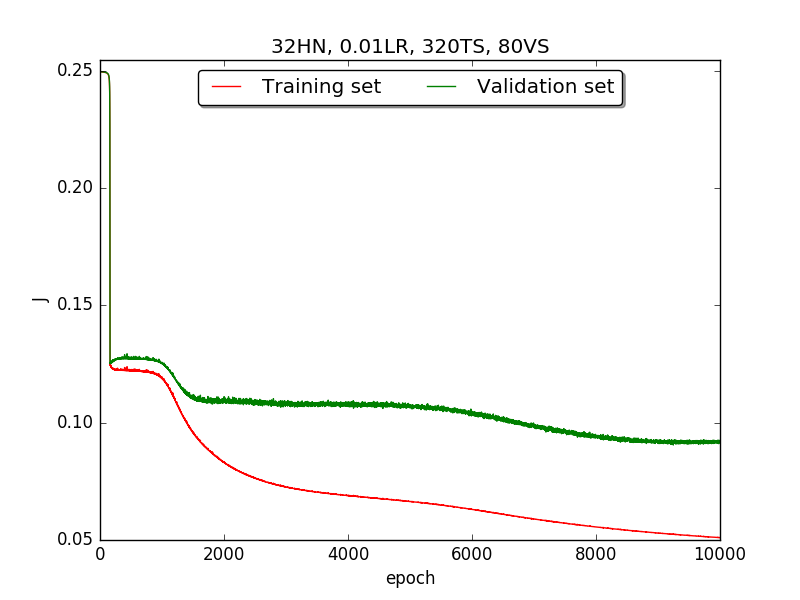 32HN, 0.01LR, 320TS, 80VS
Training set
Validation set
0.25
0.20
0.15
0.10
0.05
J
0
2000
4000
6000
8000
10000
epoch